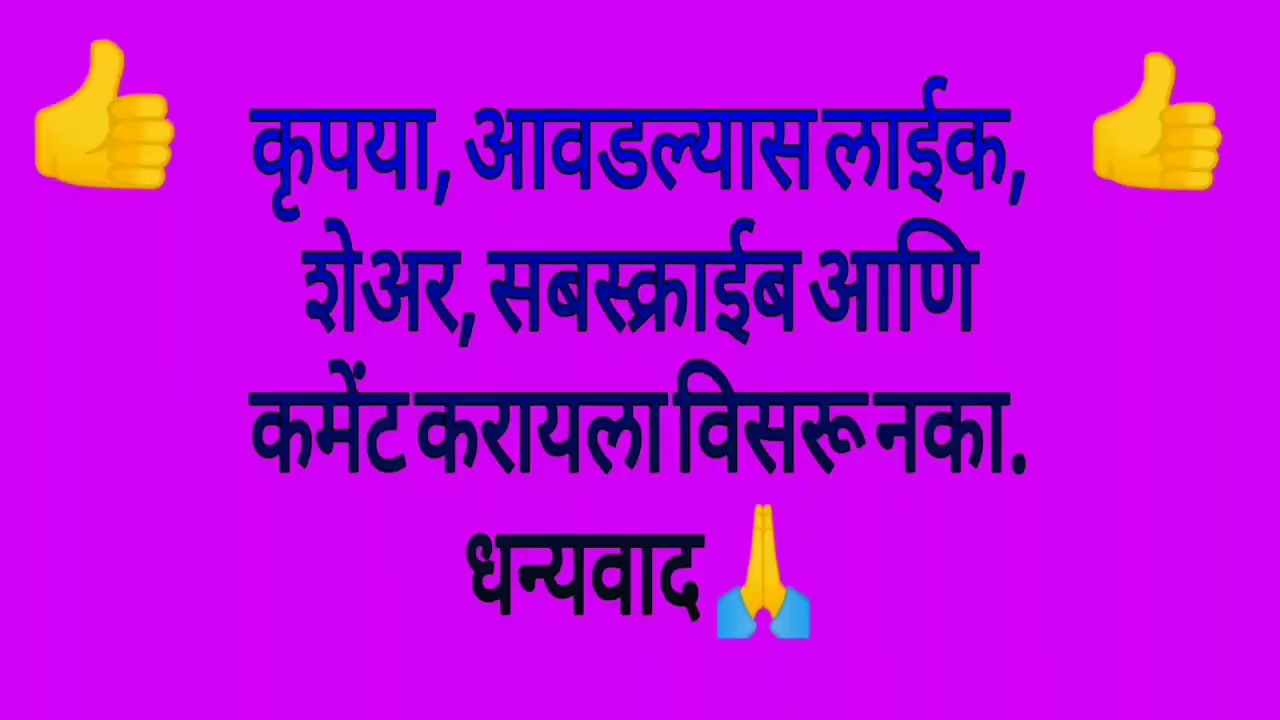 कृपया, आवडल्यास लाईक,
शेअर, सबस्क्राईब आणि
कमेंट करायला विसरू नका.
धन्यवाद🙏